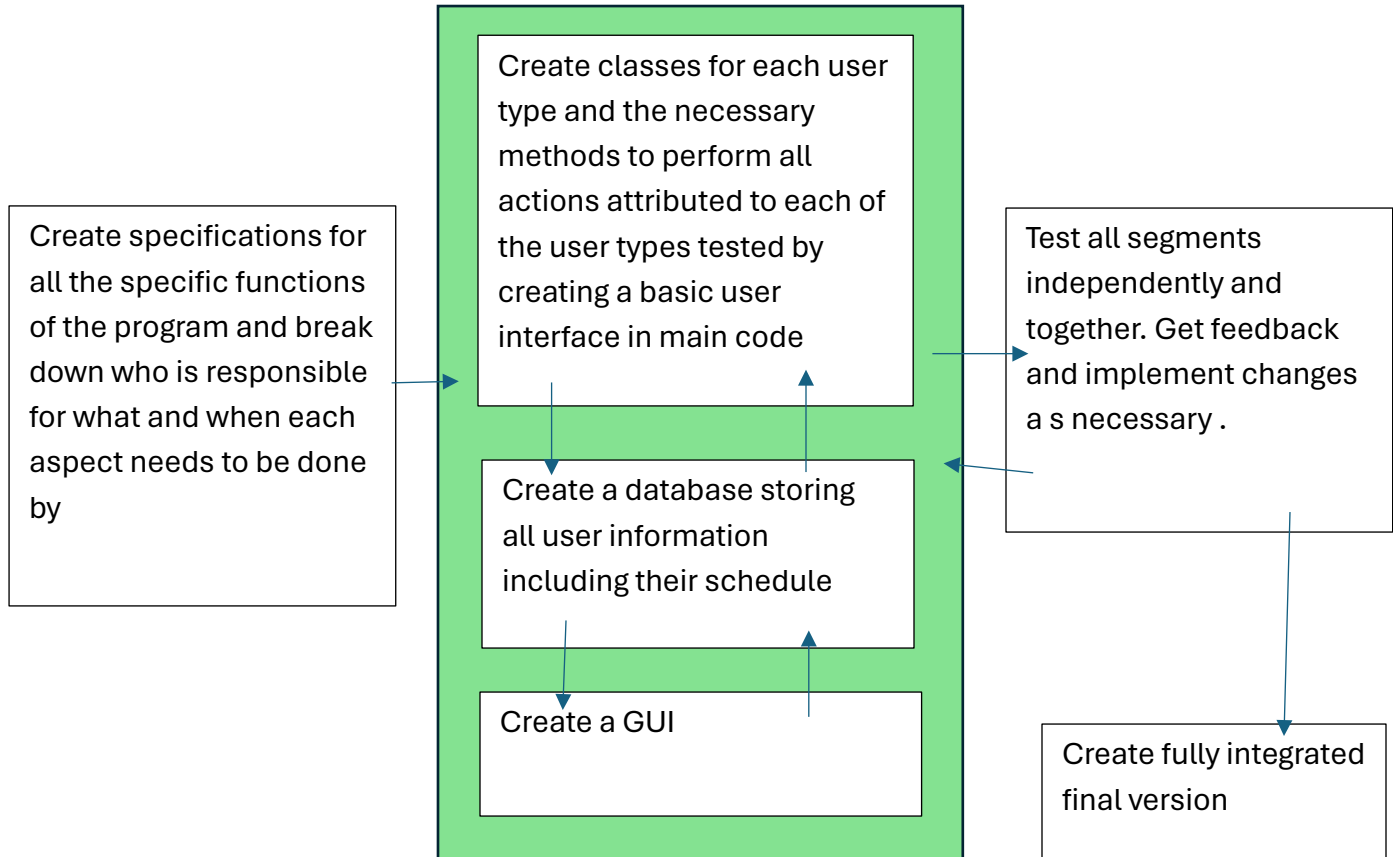 Create specifications for
all the specific functions
of the program and break
down who is responsible
for what and when each
aspect needs to be done
by
Create classes for each user
type and the necessary
methods to perform all
actions attributed to each of
the user types tested by
creating a basic user
interface in main code
Create a database storing
all user information
including their schedule
Create a GUI
Test all segments
independently and
together. Get feedback
and implement changes
a s necessary .
Create fully integrated
final version